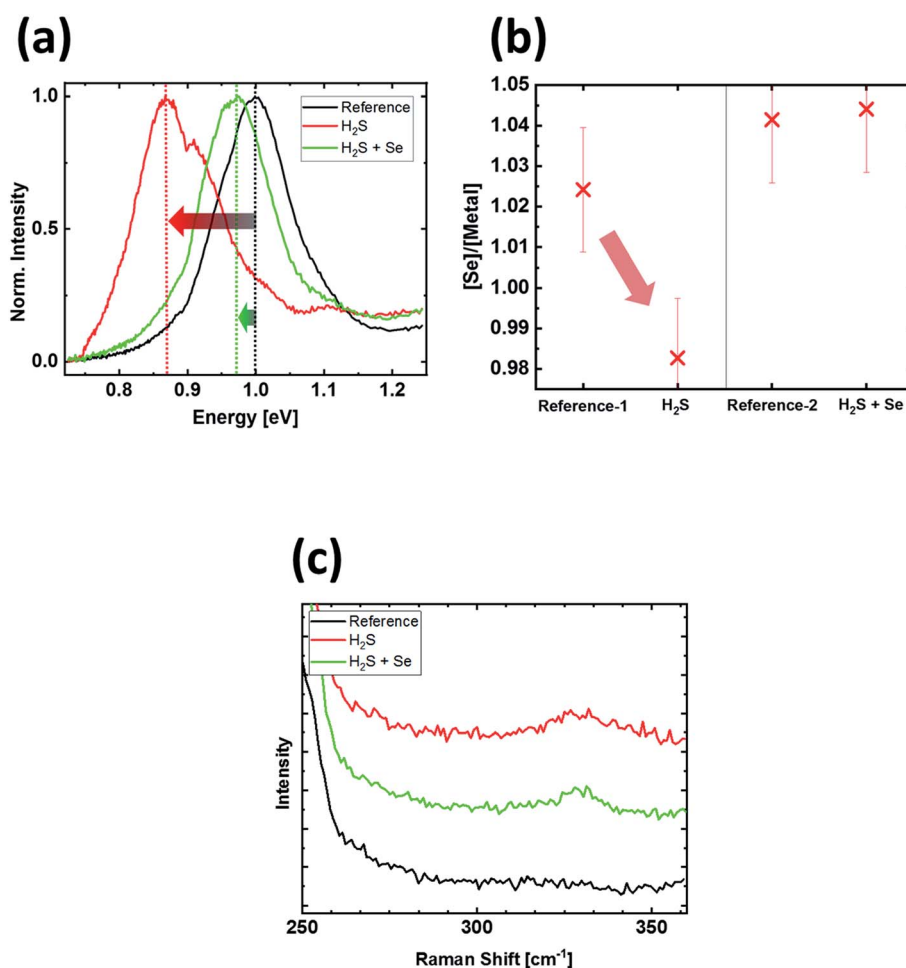 (a)
Norm. Intensity
1.0
0.5
0.0
Reference
H₂S
H₂S + Se
0.8
0.9
1.0
1.1
1.2
Energy [eV]
(b)
[Se]/[Metal]
1.05
1.04
1.03
1.02
1.01
1.00
0.99
0.98
Reference-1
H₂S
Reference-2
H₂S + Se
(c)
Intensity
Reference
H₂S
H₂S + Se
250
300
350
Raman Shift [cm⁻¹]